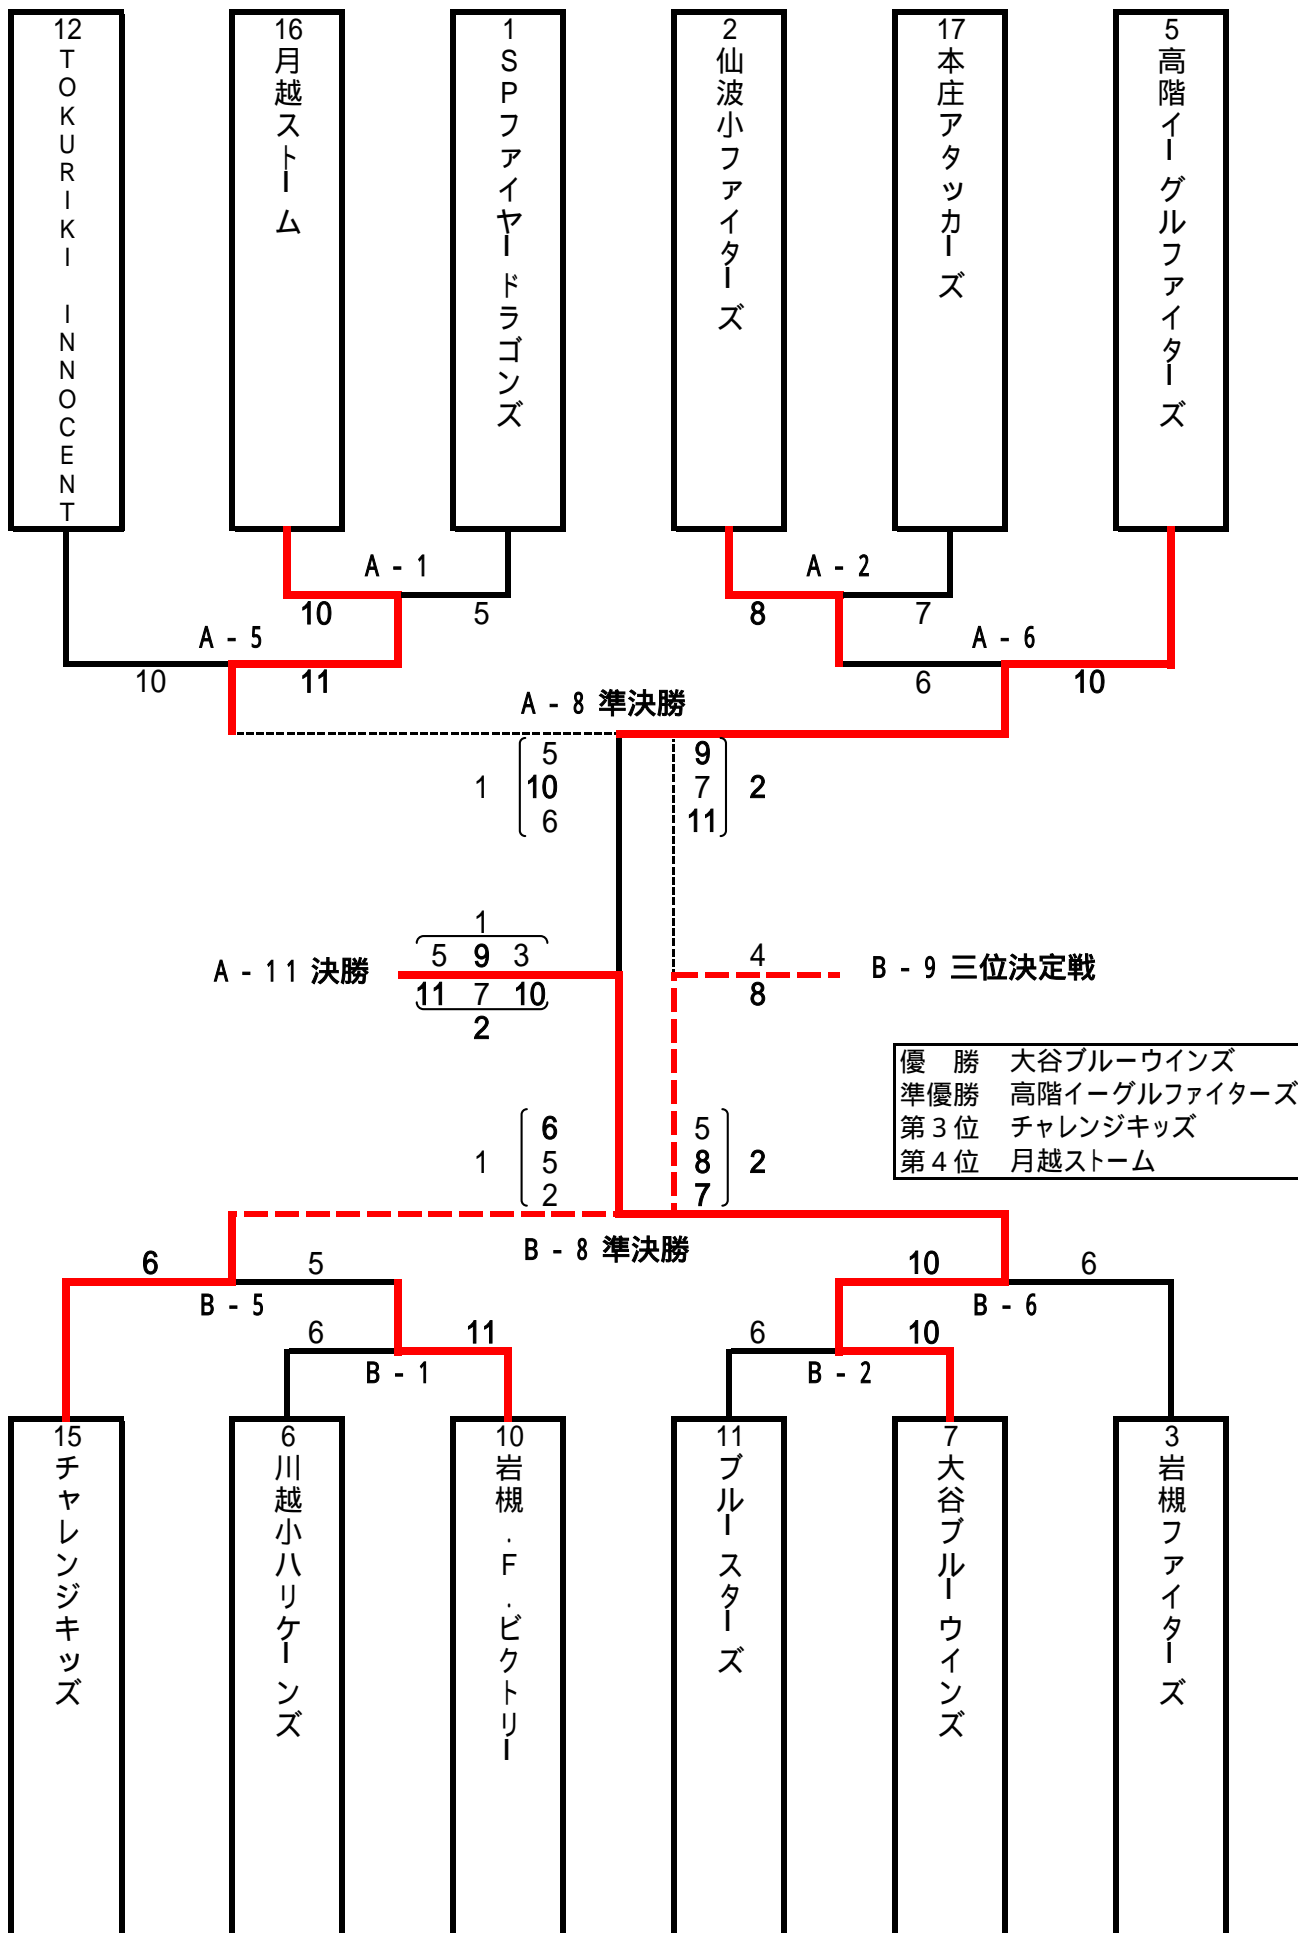 12 TOKURIKI INNOCENT
16 月越ストーム
1 SPファイヤードラゴンズ
2 仙波小ファイターズ
17 本庄アタッカーズ
5 高階イーグルファイターズ
A - 1
A - 2
10 5
8 7
A - 5
A - 6
10 11
6 10
A - 8 準決勝
5 9
1 10 7 2
6 11
1
5 9 3
4
A - 11 決勝
B - 9 三位決定戦
11 7 10
8
2
優 勝 大谷ブルーウインズ
準優勝 高階イーグルファイターズ
第3位 チャレンジキッズ
第4位 月越ストーム
6 5
1 5 8 2
2 7
B - 8 準決勝
6 5
10 6
B - 5
B - 6
6 11
6 10
B - 1
B - 2
15 チャレンジキッズ
6 川越小ハリケーンズ
10 岩槻.F.ビクトリー
11 ブルースターズ
7 大谷ブルーウインズ
3 岩槻ファイターズ